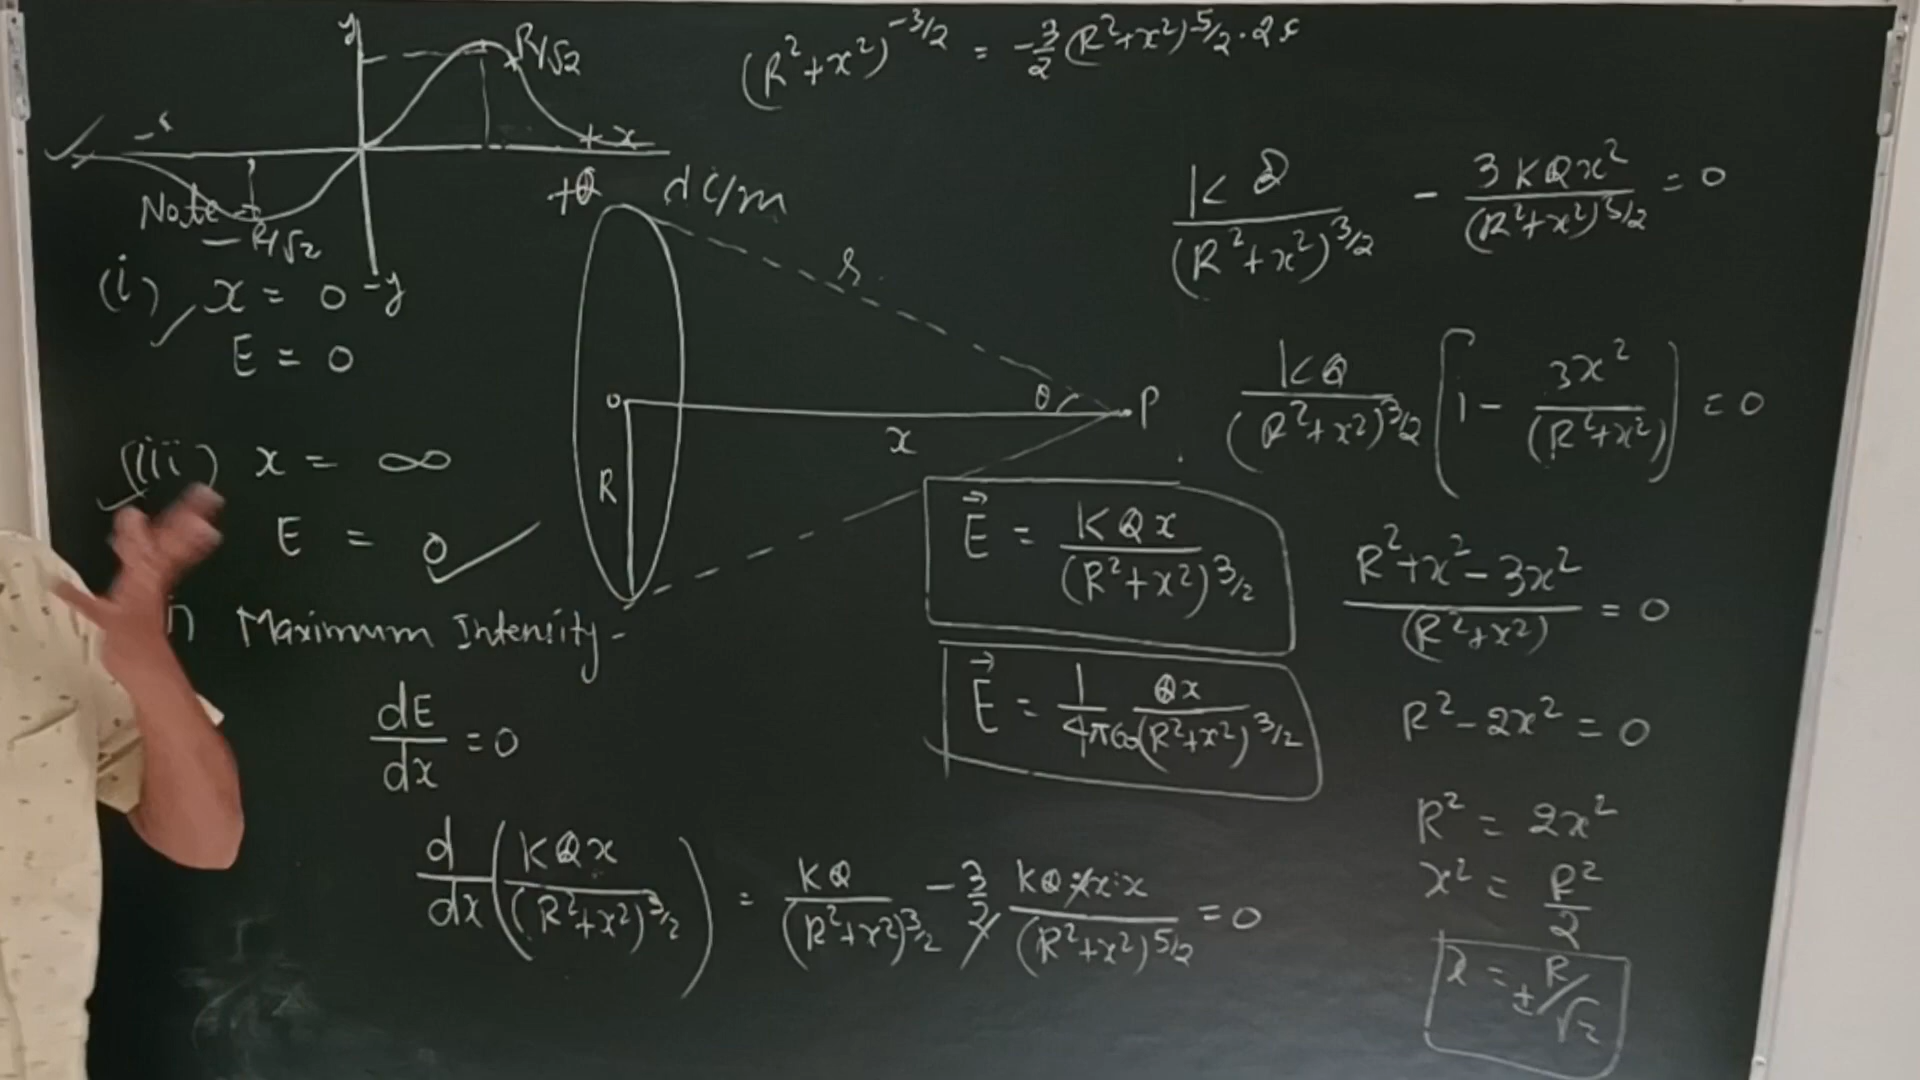 y
R/√2
-x
x
Note
- R/√2
-y
(R²+x²)^-3/2 = -3/2 (R²+x²)^5/2 · 2x
+Q
d C/m
r
θ
P
O
x
R
(i) x = 0
E = 0
(iii) x = ∞
E = 0
Maximum Intensity -
dE/dx = 0
d/dx (KQx/(R²+x²)^3/2) = KQ/(R²+x²)^3/2 - 3/2 KQ·2x·x/(R²+x²)^5/2 = 0
E⃗ = KQx/(R²+x²)^3/2
E⃗ = 1/4π∈₀ Qx/(R²+x²)^3/2
KQ/(R²+x²)^3/2 - 3KQx²/(R²+x²)^5/2 = 0
KQ/(R²+x²)^3/2 [1 - 3x²/(R²+x²)] = 0
R²+x²-3x²/(R²+x²) = 0
R² - 2x² = 0
R² = 2x²
x² = R²/2
x = ± R/√2